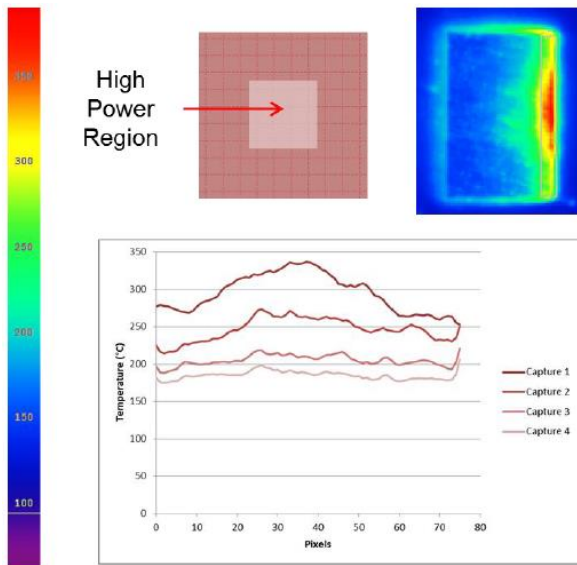 350
300
250
200
150
100
High
Power
Region
350
300
250
200
150
100
50
0
Temperature (°C)
0 10 20 30 40 50 60 70 80
Pixels
Capture 1
Capture 2
Capture 3
Capture 4